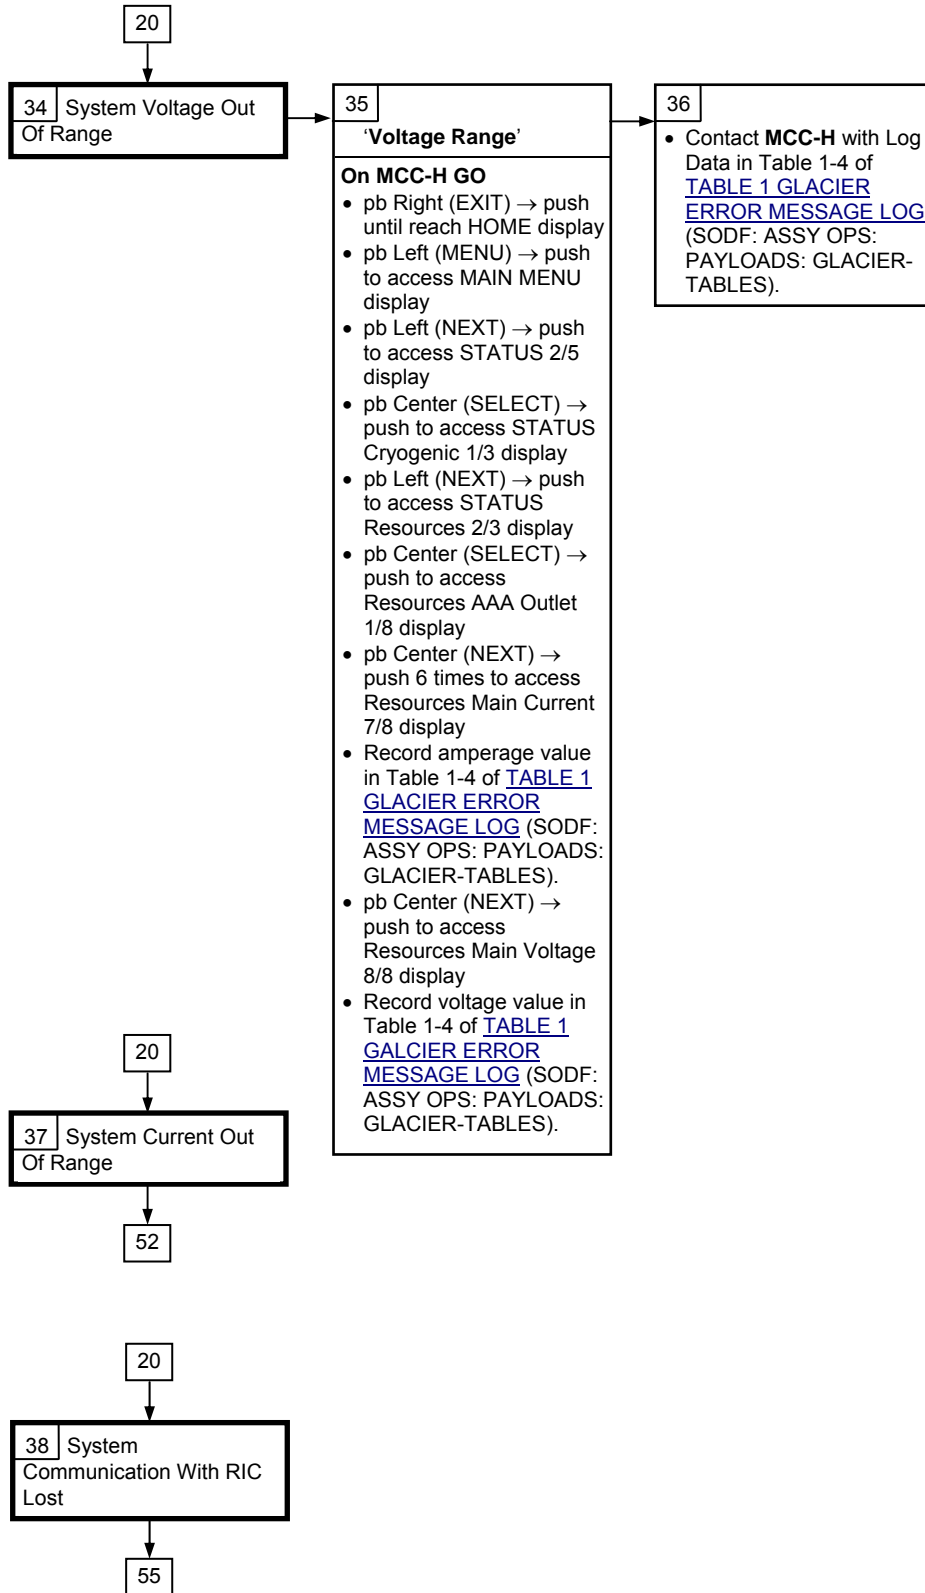 20
34 System Voltage Out
Of Range
35
‘Voltage Range’
On MCC-H GO
• pb Right (EXIT) → push
until reach HOME display
• pb Left (MENU) → push
to access MAIN MENU
display
• pb Left (NEXT) → push
to access STATUS 2/5
display
• pb Center (SELECT) →
push to access STATUS
Cryogenic 1/3 display
• pb Left (NEXT) → push
to access STATUS
Resources 2/3 display
• pb Center (SELECT) →
push to access
Resources AAA Outlet
1/8 display
• pb Center (NEXT) →
push 6 times to access
Resources Main Current
7/8 display
• Record amperage value
in Table 1-4 of TABLE 1
GLACIER ERROR
MESSAGE LOG (SODF:
ASSY OPS: PAYLOADS:
GLACIER-TABLES).
• pb Center (NEXT) →
push to access
Resources Main Voltage
8/8 display
• Record voltage value in
Table 1-4 of TABLE 1
GALCIER ERROR
MESSAGE LOG (SODF:
ASSY OPS: PAYLOADS:
GLACIER-TABLES).
36
• Contact MCC-H with Log
Data in Table 1-4 of
TABLE 1 GLACIER
ERROR MESSAGE LOG
(SODF: ASSY OPS:
PAYLOADS: GLACIER-
TABLES).
20
37 System Current Out
Of Range
52
20
38 System
Communication With RIC
Lost
55